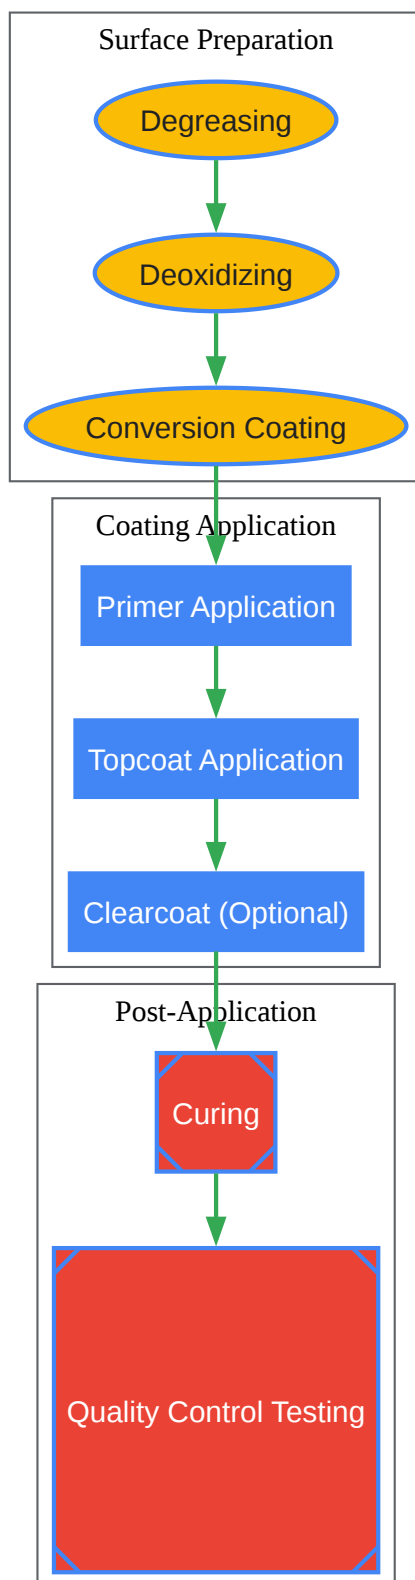 Surface Preparation
Degreasing
Deoxidizing
Conversion Coating
Coating Application
Primer Application
Topcoat Application
Clearcoat (Optional)
Post-Application
Curing
Quality Control Testing